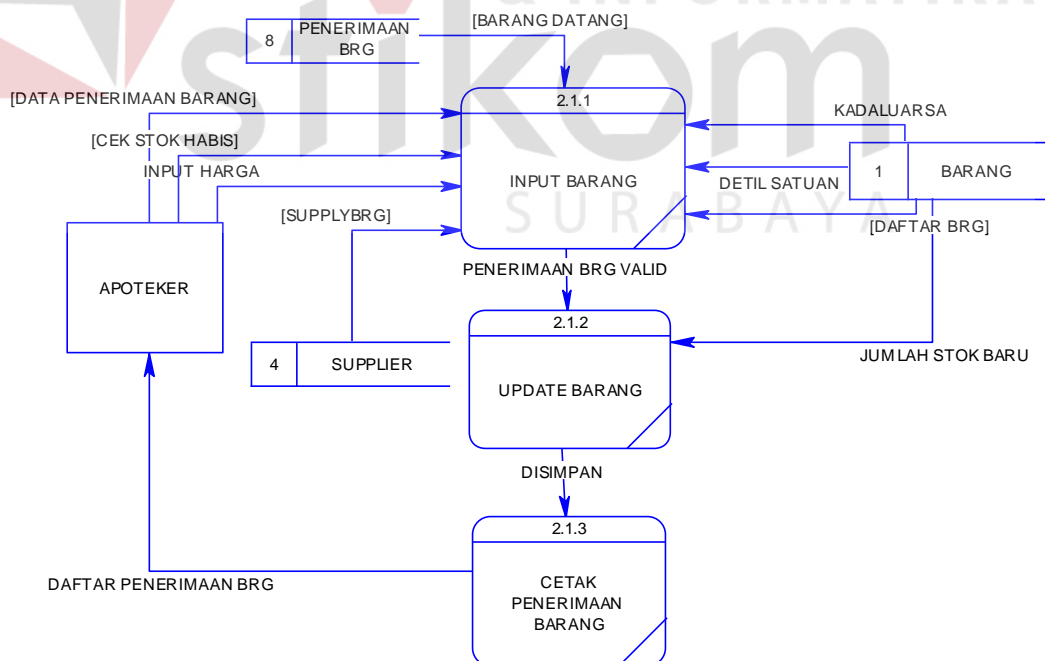 & INFORMATIKA
stikom
SURABAYA
[BARANG DATANG]
8
PENERIMAAN
BRG
[DATA PENERIMAAN BARANG]
2.1.1
KADALUARSA
[CEK STOK HABIS]
INPUT HARGA
INPUT BARANG
DETIL SATUAN
1
BARANG
[SUPPLYBRG]
[DAFTAR BRG]
PENERIMAAN BRG VALID
APOTEKER
2.1.2
4
SUPPLIER
JUMLAH STOK BARU
UPDATE BARANG
DISIMPAN
2.1.3
DAFTAR PENERIMAAN BRG
CETAK
PENERIMAAN
BARANG